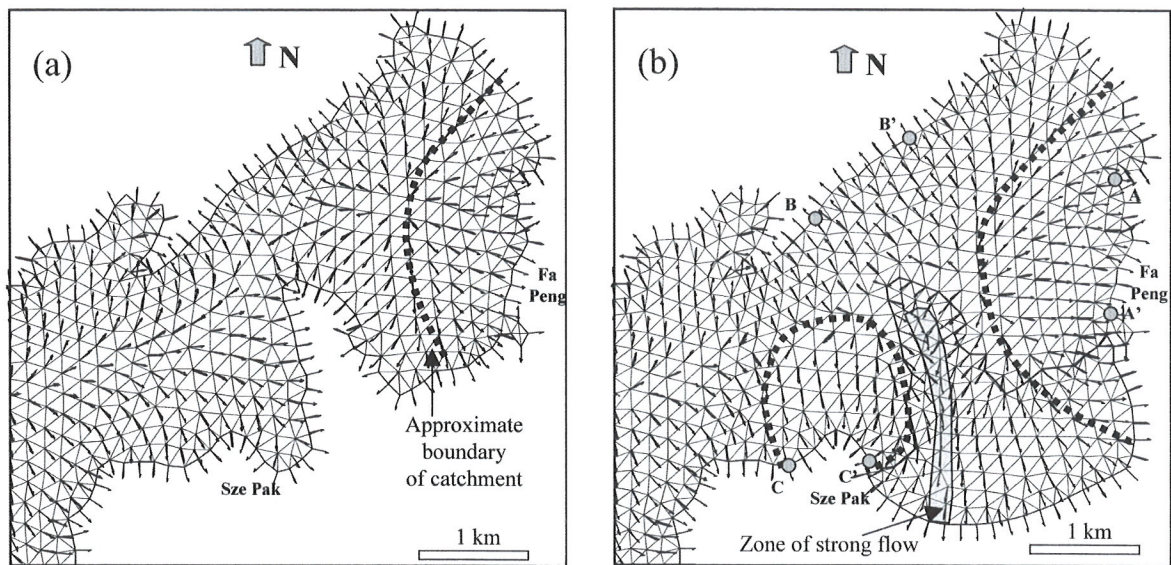 (a)
N
Fa
Peng
Approximate
boundary
of catchment
Sze Pak
1 km
(b)
N
B'
B
A
Fa
Peng
A'
C
C'
Sze Pak
Zone of strong flow
1 km